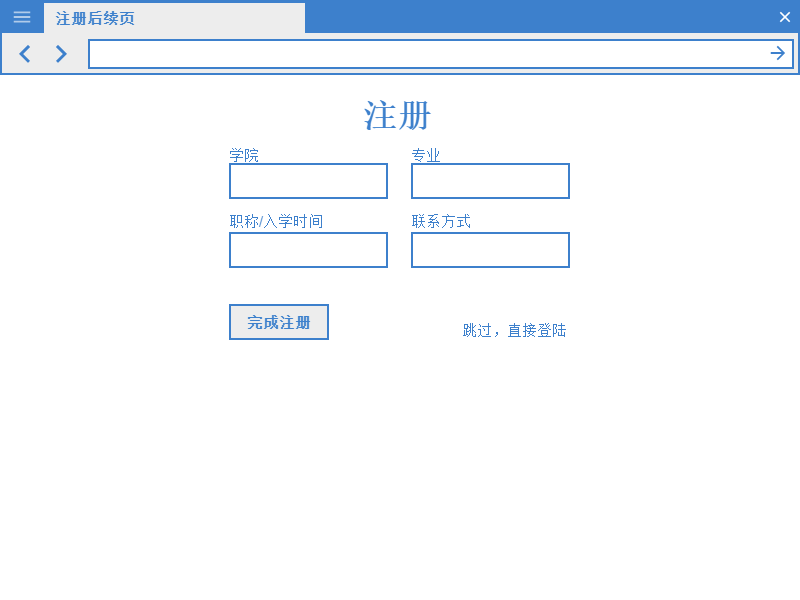 注册后续页
注册
学院 专业
职称/入学时间 联系方式
完成注册
跳过，直接登陆